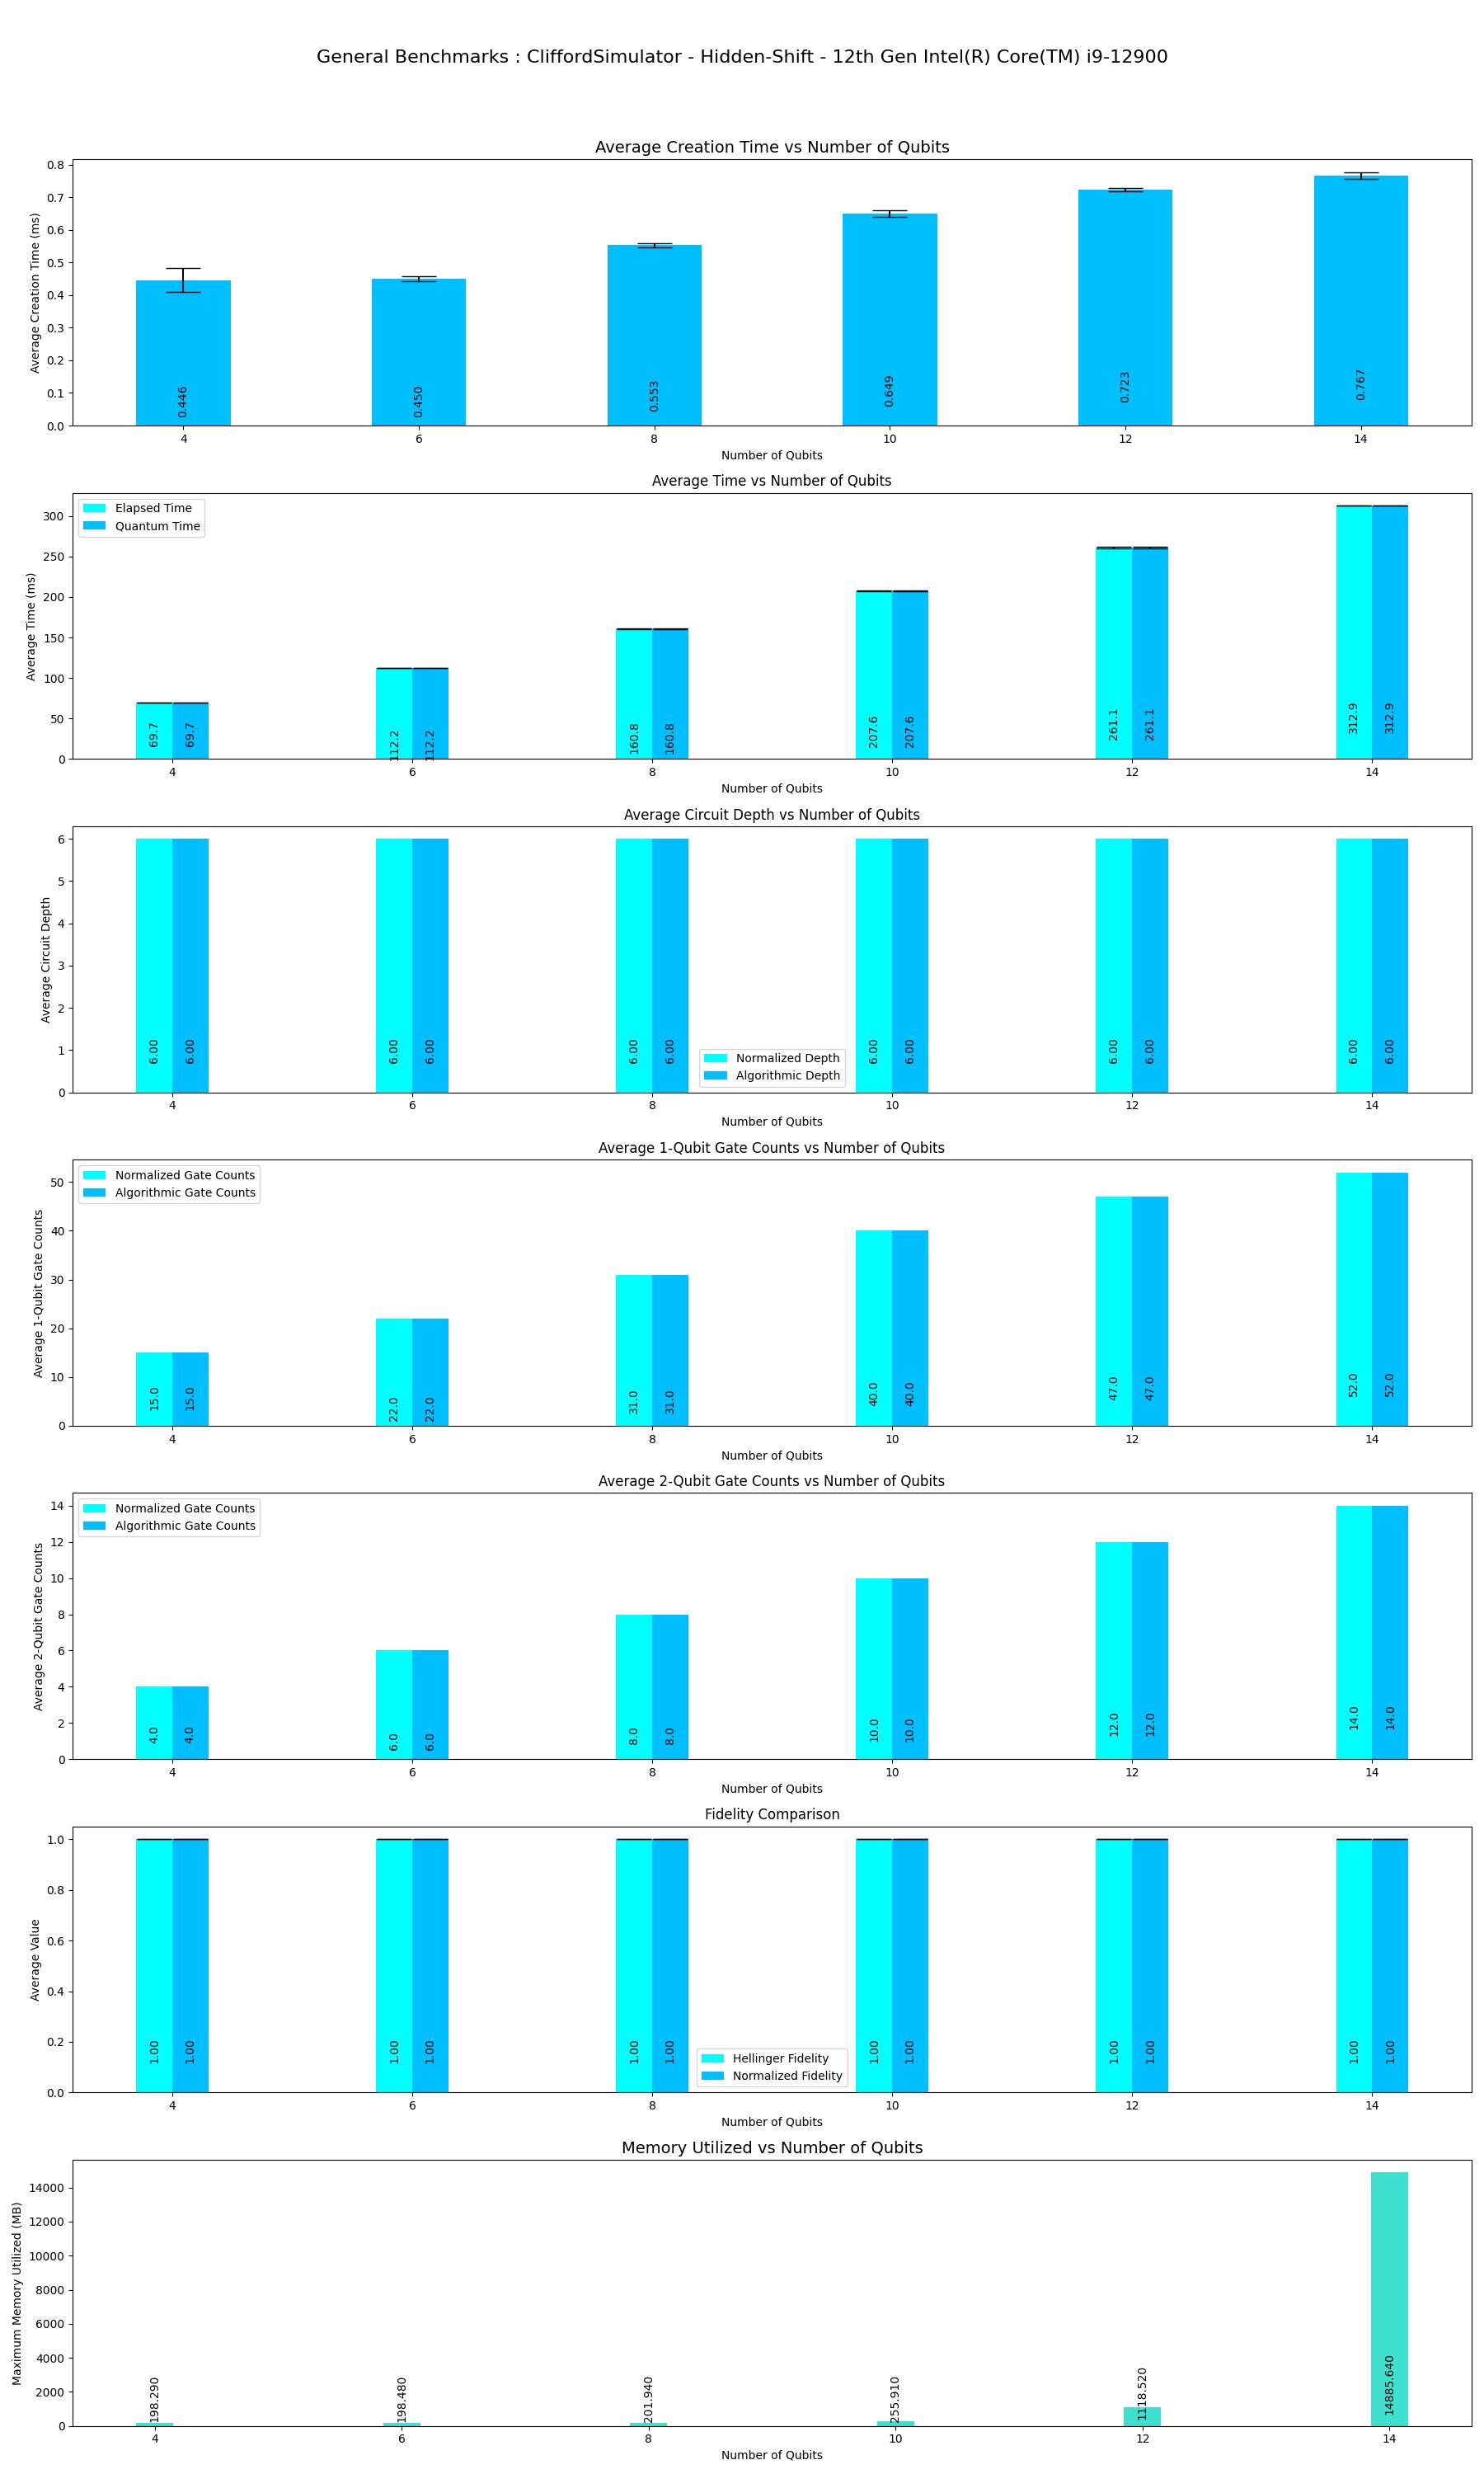 General Benchmarks : CliffordSimulator - Hidden-Shift - 12th Gen Intel(R) Core(TM) i9-12900
Average Creation Time vs Number of Qubits
Average Creation Time (ms)
0.8
0.7
0.6
0.5
0.4
0.3
0.2
0.1
0.0
0.446
0.450
0.553
0.649
0.723
0.767
4 6 8 10 12 14
Number of Qubits
Average Time vs Number of Qubits
Average Time (ms)
Elapsed Time
Quantum Time
300
250
200
150
100
50
0
69.7 69.7
112.2 112.2
160.8 160.8
207.6 207.6
261.1 261.1
312.9 312.9
4 6 8 10 12 14
Number of Qubits
Average Circuit Depth vs Number of Qubits
Average Circuit Depth
6
5
4
3
2
1
0
6.00 6.00
6.00 6.00
6.00 6.00
6.00 6.00
6.00 6.00
6.00 6.00
Normalized Depth
Algorithmic Depth
4 6 8 10 12 14
Number of Qubits
Average 1-Qubit Gate Counts vs Number of Qubits
Average 1-Qubit Gate Counts
Normalized Gate Counts
Algorithmic Gate Counts
50
40
30
20
10
0
15.0 15.0
22.0 22.0
31.0 31.0
40.0 40.0
47.0 47.0
52.0 52.0
4 6 8 10 12 14
Number of Qubits
Average 2-Qubit Gate Counts vs Number of Qubits
Average 2-Qubit Gate Counts
Normalized Gate Counts
Algorithmic Gate Counts
14
12
10
8
6
4
2
0
4.0 4.0
6.0 6.0
8.0 8.0
10.0 10.0
12.0 12.0
14.0 14.0
4 6 8 10 12 14
Number of Qubits
Fidelity Comparison
Average Value
1.0
0.8
0.6
0.4
0.2
0.0
1.00 1.00
1.00 1.00
1.00 1.00
1.00 1.00
1.00 1.00
1.00 1.00
Hellinger Fidelity
Normalized Fidelity
4 6 8 10 12 14
Number of Qubits
Memory Utilized vs Number of Qubits
Maximum Memory Utilized (MB)
14000
12000
10000
8000
6000
4000
2000
0
198.290
198.480
201.940
255.910
1118.520
14885.640
4 6 8 10 12 14
Number of Qubits